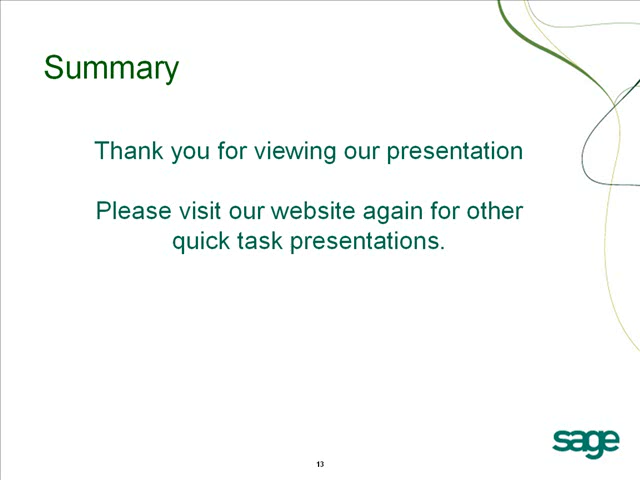 Summary
Thank you for viewing our presentation
Please visit our website again for other
quick task presentations.
sage
13